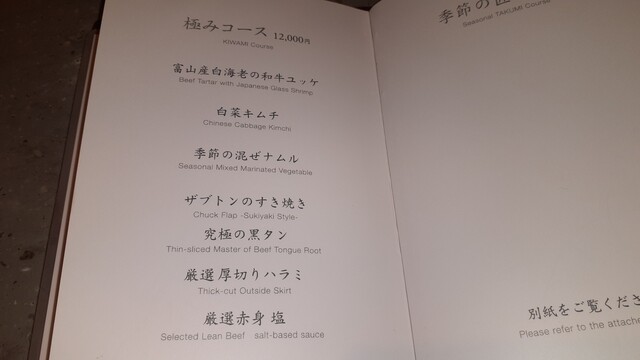 極みコース 12,000円
KIWAMI Course
富山産白海老の和牛ユッケ
Beef Tartar with Japanese Glass Shrimp
白菜キムチ
Chinese Cabbage Kimchi
季節の混ぜナムル
Seasonal Mixed Marinated Vegetable
ザブトンのすき焼き
Chuck Flap -Sukiyaki Style-
究極の黒タン
Thin-sliced Master of Beef Tongue Root
厳選 厚切りハラミ
Thick-cut Outside Skirt
厳選赤身 塩
Selected Lean Beef salt-based sauce
季節の
Seasonal TAKUMI Course
別紙をご覧くださ
Please refer to the attache